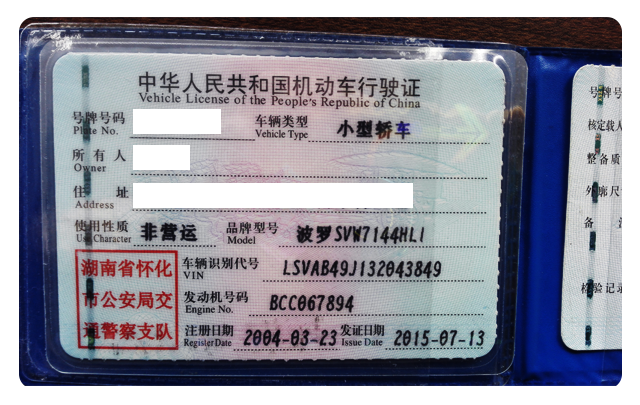 中华人民共和国机动车行驶证
Vehicle License of the People's Republic of China
号牌号码 车辆类型 小型轿车
Plate No. Vehicle Type
所有人
Owner
住址
Address
使用性质 非营运 品牌型号 波罗SVW7144HLI
Use Character Model
湖南省怀化
市公安局交
通警察支队
车辆识别代号 LSVAB49J132043849
VIN
发动机号码 BCC067894
Engine No.
注册日期 2004-03-23 发证日期 2015-07-13
Register Date Issue Date
号牌号
核定载人
整备质
外廓尺
备
检验记录